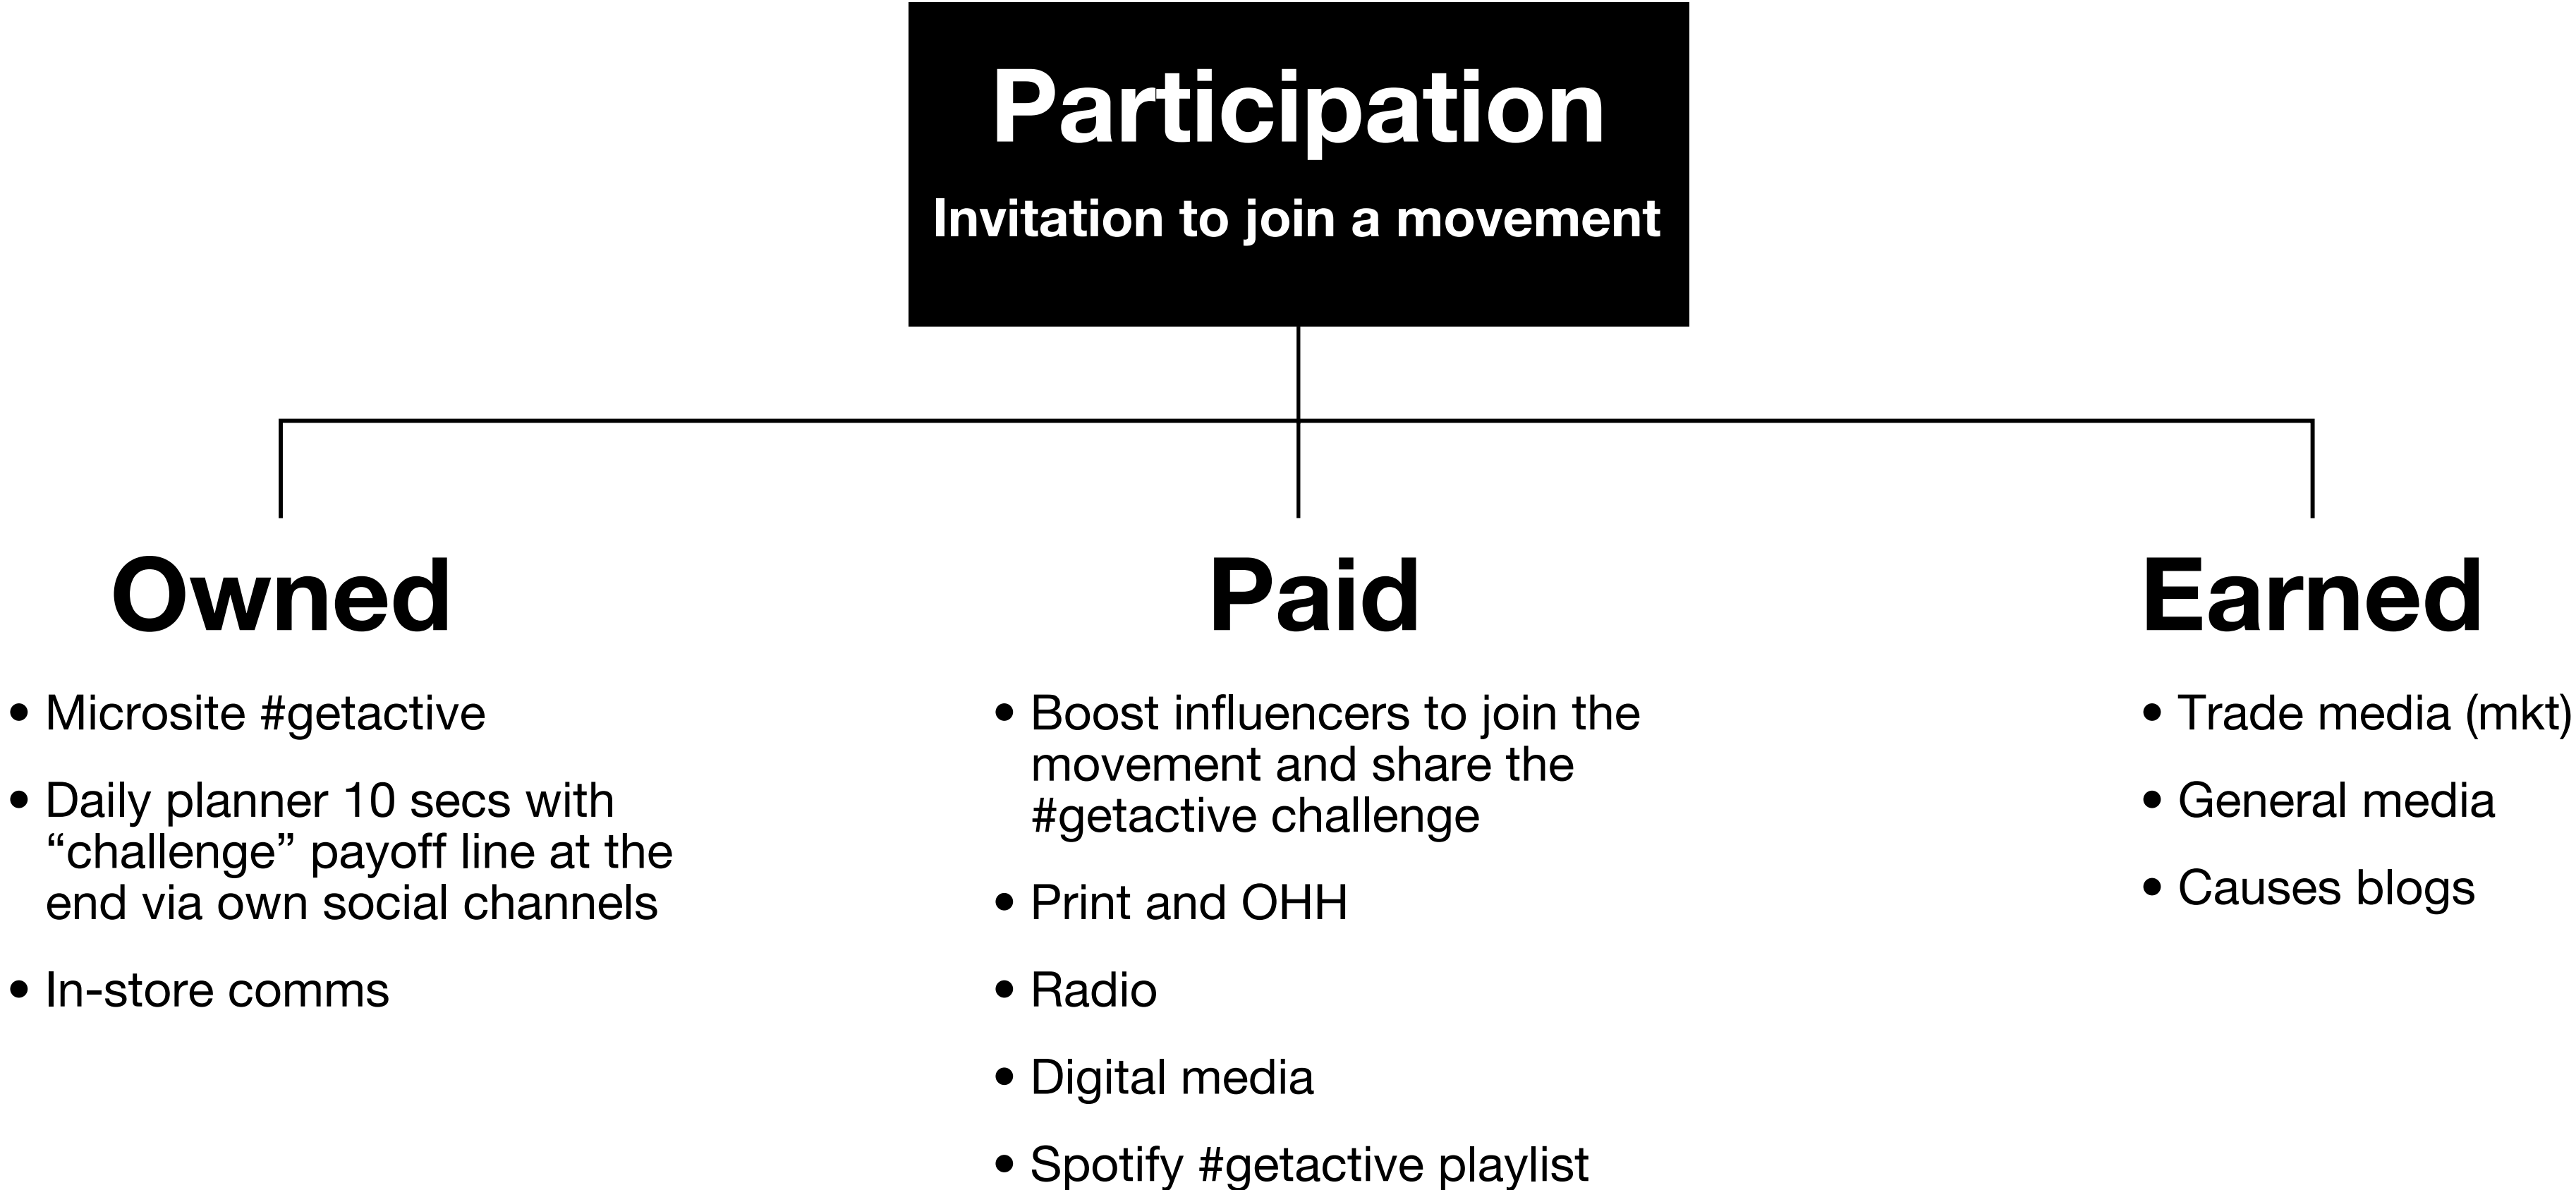 Participation
Invitation to join a movement
Owned
• Microsite #getactive
• Daily planner 10 secs with
“challenge” payoff line at the
end via own social channels
• In-store comms
Paid
• Boost influencers to join the
movement and share the
#getactive challenge
• Print and OHH
• Radio
• Digital media
• Spotify #getactive playlist
Earned
• Trade media (mkt)
• General media
• Causes blogs